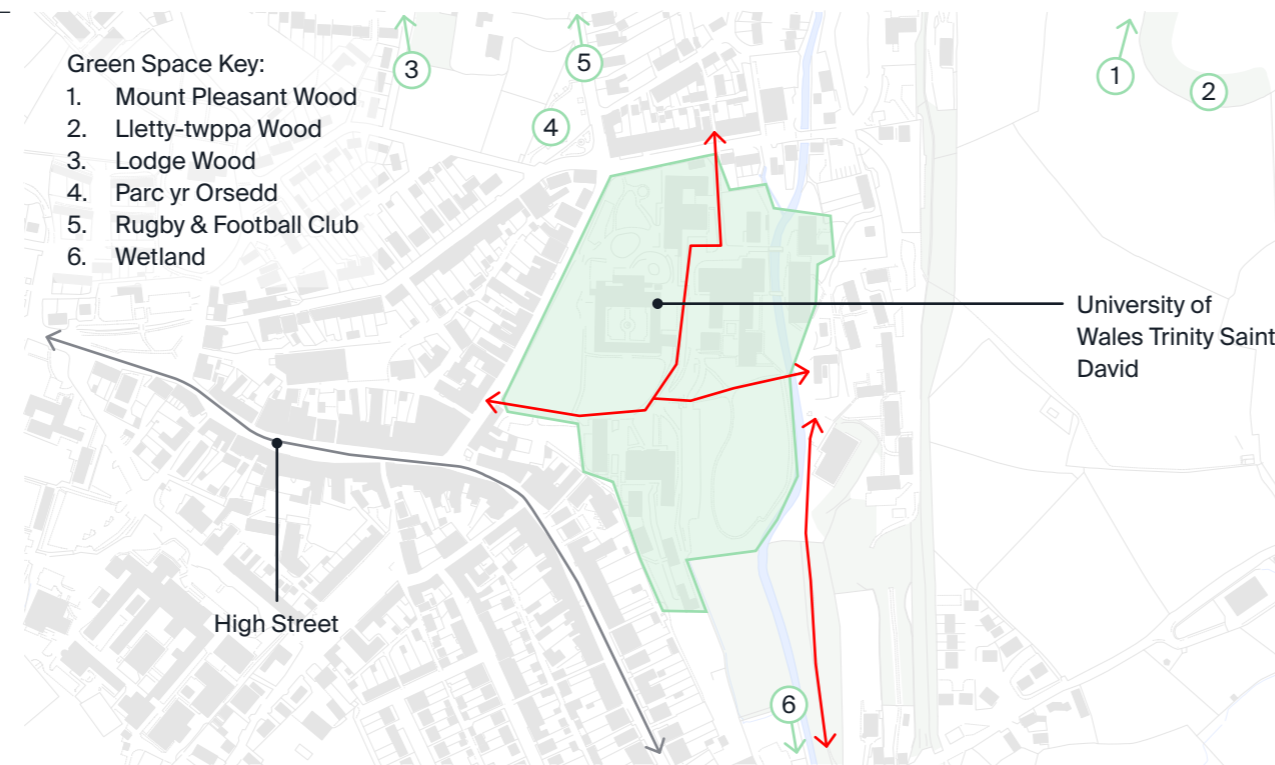 Green Space Key:
1. Mount Pleasant Wood
2. Lletty-twppa Wood
3. Lodge Wood
4. Parc yr Orsedd
5. Rugby & Football Club
6. Wetland
3
5
4
1
2
University of
Wales Trinity Saint
David
High Street
6